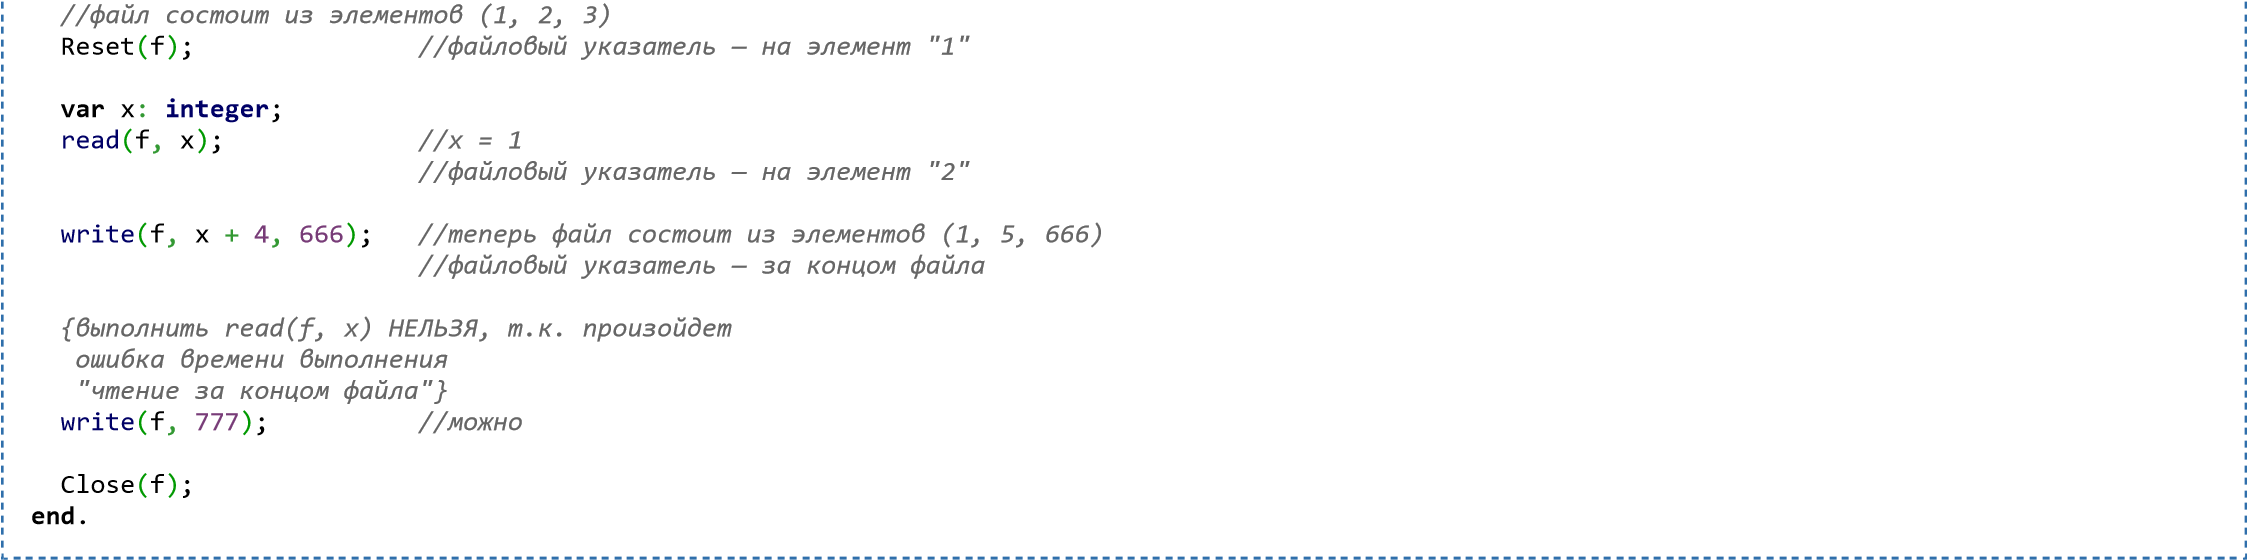 //файл состоит из элементов (1, 2, 3)
Reset(f); //файловый указатель — на элемент "1"
var x: integer;
read(f, x); //x = 1
//файловый указатель — на элемент "2"
write(f, x + 4, 666); //теперь файл состоит из элементов (1, 5, 666)
//файловый указатель — за концом файла
{выполнить read(f, x) НЕЛЬЗЯ, т.к. произойдет
ошибка времени выполнения
"чтение за концом файла"}
write(f, 777); //можно
Close(f);
end.